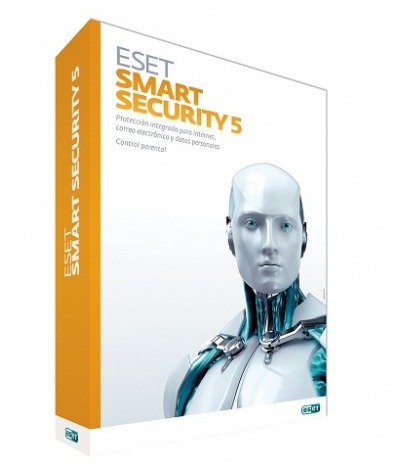 ESET
SMART
SECURITY 5
Protección integrada para internet,
correo electrónico y datos personales
Control parental
ESET
SMART SECURITY 5
eseT